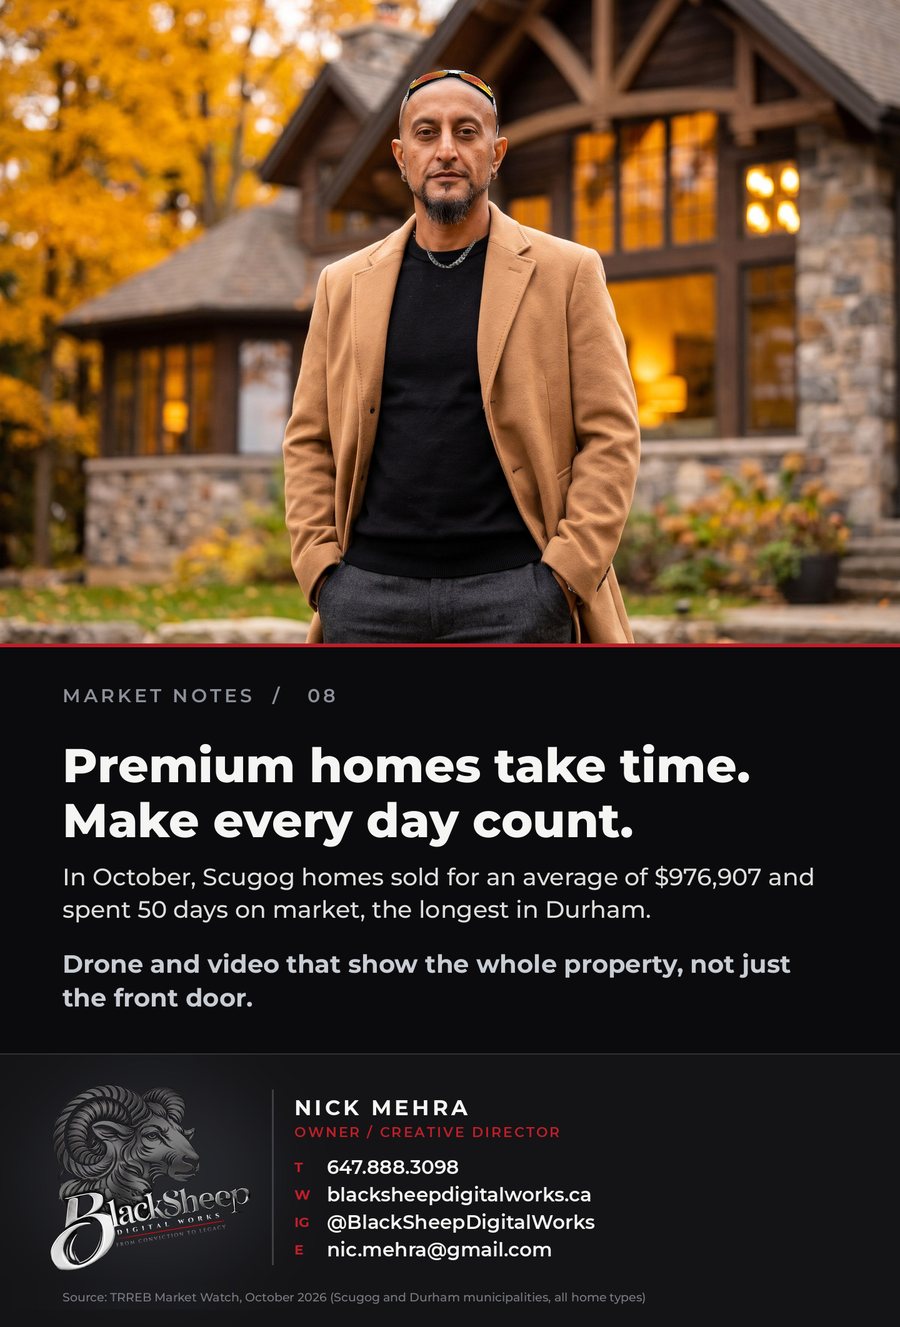 MARKET NOTES / 08
Premium homes take time.
Make every day count.
In October, Scugog homes sold for an average of $976,907 and
spent 50 days on market, the longest in Durham.
Drone and video that show the whole property, not just
the front door.
BlackSheep
DIGITAL WORKS
FROM CONVICTION TO LEGACY
NICK MEHRA
OWNER / CREATIVE DIRECTOR
T 647.888.3098
W blacksheepdigitalworks.ca
IG @BlackSheepDigitalWorks
E nic.mehra@gmail.com
Source: TRREB Market Watch, October 2026 (Scugog and Durham municipalities, all home types)